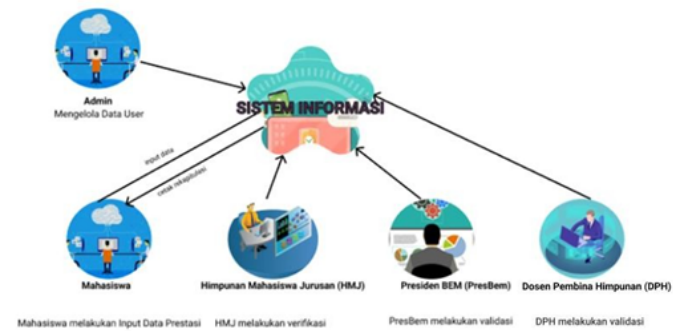 SISTEM INFORMASI
Admin
Mengelola Data User
input data
cetak rekapitulasi
Mahasiswa
Himpunan Mahasiswa Jurusan (HMJ)
Presiden BEM (PresBem)
Dosen Pembina Himpunan (DPH)
Mahasiswa melakukan Input Data Prestasi
HMJ melakukan verifikasi
PresBem melakukan validasi
DPH melakukan validasi